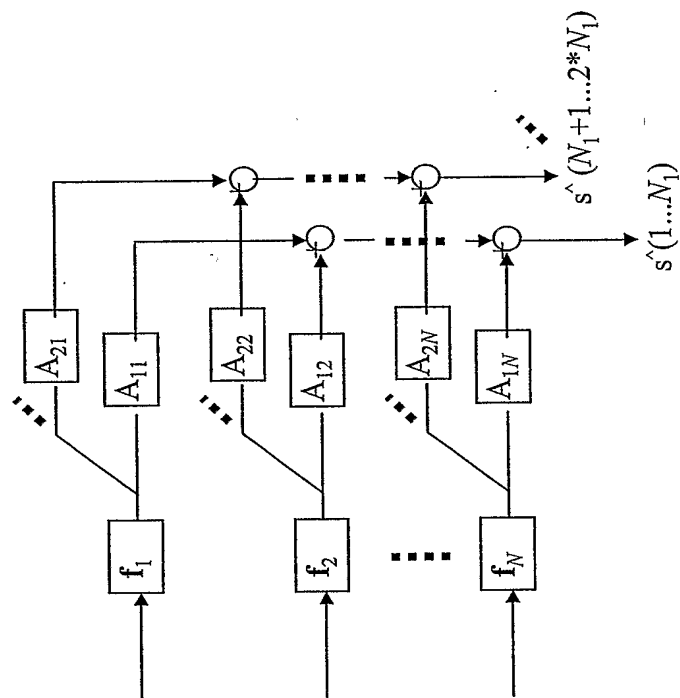 A₂₁
A₁₁
f₁
A₂₂
A₁₂
f₂
A₂N
A₁N
fN
s^(N₁+1...2*N₁)
s^(1...N₁)